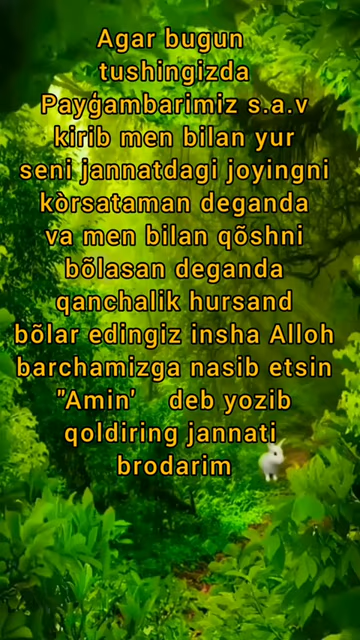 Agar bugun
tushingizda
Payǵambarimiz s.a.v
kirib men bilan yur
seni jannatdagi joyingni
kòrsataman deganda
va men bilan qõshni
bõlasan deganda
qanchalik hursand
bõlar edingiz insha Alloh
barchamizga nasib etsin
"Amin' deb yozib
qoldiring jannati
brodarim